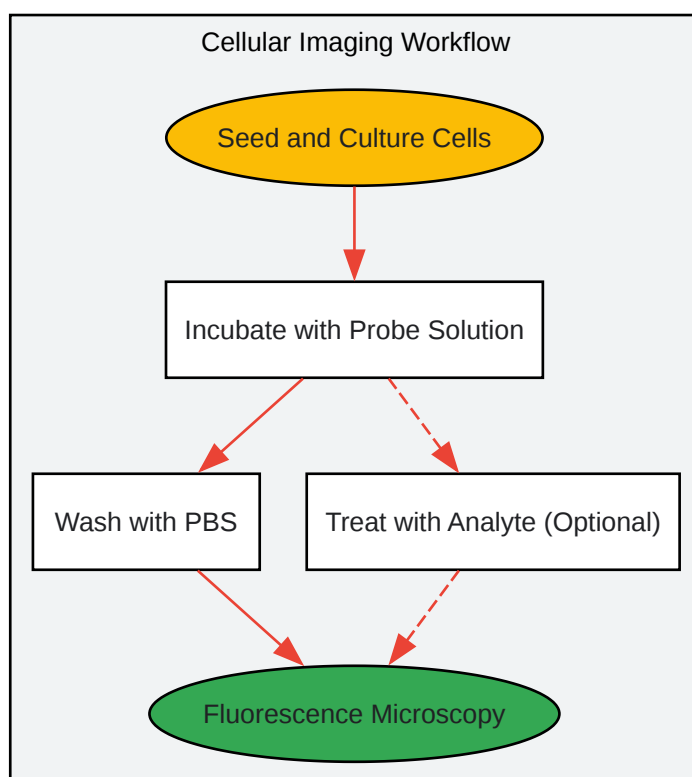 Cellular Imaging Workflow
Seed and Culture Cells
Incubate with Probe Solution
Wash with PBS
Treat with Analyte (Optional)
Fluorescence Microscopy